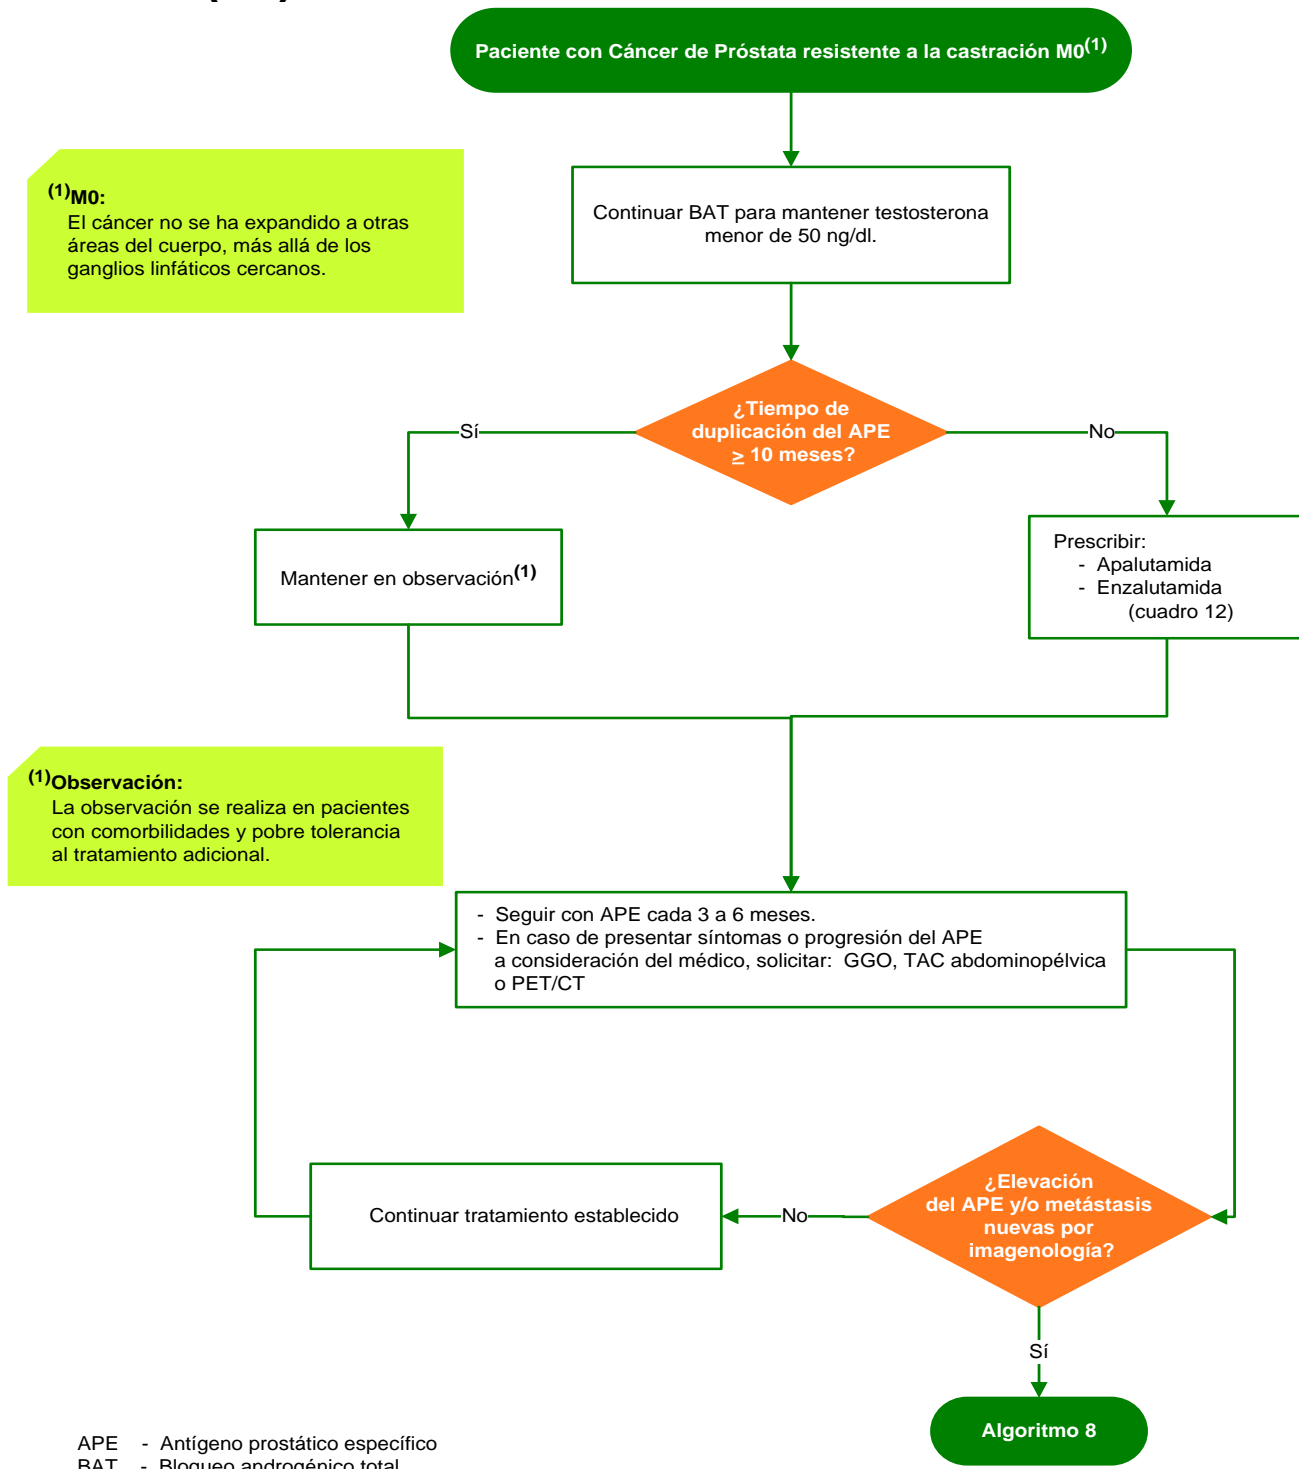 Paciente con Cáncer de Próstata resistente a la castración M0(1)
(1)M0:
El cáncer no se ha expandido a otras
áreas del cuerpo, más allá de los
ganglios linfáticos cercanos.
Continuar BAT para mantener testosterona
menor de 50 ng/dl.
¿Tiempo de
duplicación del APE
≥ 10 meses?
Sí
No
Mantener en observación(1)
Prescribir:
- Apalutamida
- Enzalutamida
(cuadro 12)
(1)Observación:
La observación se realiza en pacientes
con comorbilidades y pobre tolerancia
al tratamiento adicional.
- Seguir con APE cada 3 a 6 meses.
- En caso de presentar síntomas o progresión del APE
a consideración del médico, solicitar: GGO, TAC abdominopélvica
o PET/CT
¿Elevación
del APE y/o metástasis
nuevas por
imagenología?
No
Continuar tratamiento establecido
Sí
Algoritmo 8
APE - Antígeno prostático específico
BAT - Bloqueo androgénico total